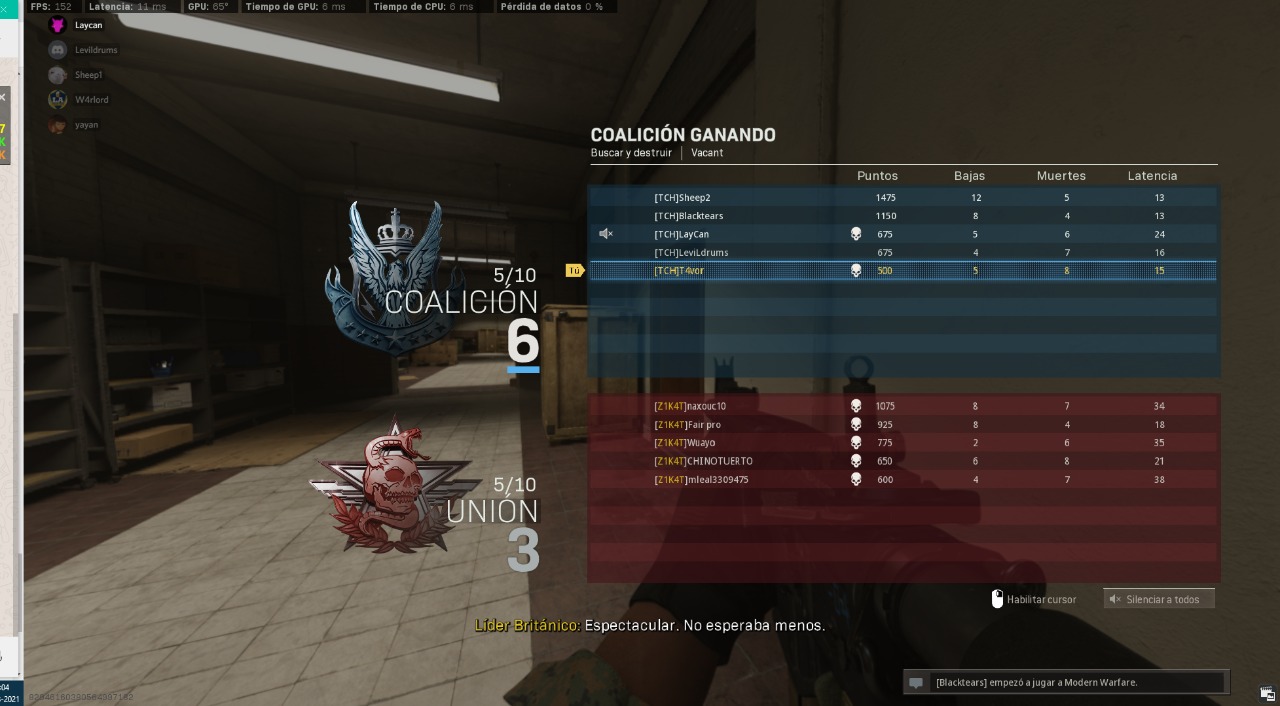 FPS: 152 Latencia: 11 ms GPU: 65° Tiempo de GPU: 6 ms Tiempo de CPU: 6 ms Pérdida de datos 0 %
Laycan
Levildrums
Sheep1
W4rlord
yayan
COALICIÓN GANANDO
Buscar y destruir | Vacant
Puntos Bajas Muertes Latencia
[TCH]Sheep2 1475 12 5 13
[TCH]Blacktears 1150 8 4 13
[TCH]LayCan 675 5 6 24
[TCH]LeviLdrums 675 4 7 16
Tú [TCH]T4vor 500 5 8 15
5/10
COALICIÓN
6
[Z1K4T]naxouc10 1075 8 7 34
[Z1K4T]Fair pro 925 8 4 18
[Z1K4T]Wuayo 775 2 6 35
[Z1K4T]CHINOTUERTO 650 6 8 21
[Z1K4T]mleal3309475 600 4 7 38
5/10
UNIÓN
3
Habilitar cursor
Silenciar a todos
Líder Británico: Espectacular. No esperaba menos.
[Blacktears] empezó a jugar a Modern Warfare.
:04
-2021